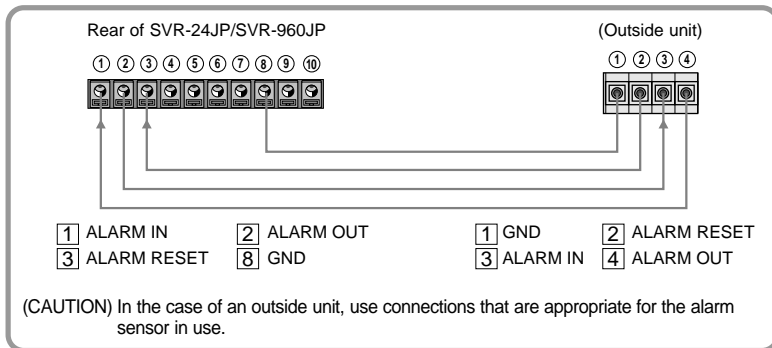 Rear of SVR-24JP/SVR-960JP (Outside unit)
① ② ③ ④ ⑤ ⑥ ⑦ ⑧ ⑨ ⑩ ① ② ③ ④
1 ALARM IN 2 ALARM OUT 1 GND 2 ALARM RESET
3 ALARM RESET 8 GND 3 ALARM IN 4 ALARM OUT
(CAUTION) In the case of an outside unit, use connections that are appropriate for the alarm
sensor in use.